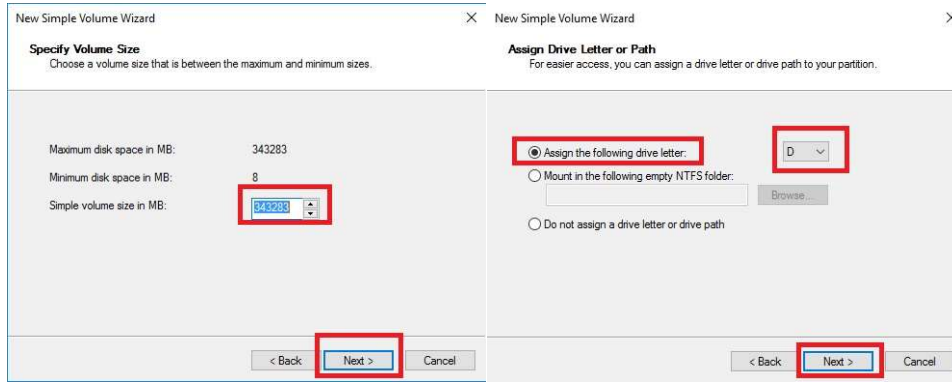 New Simple Volume Wizard
Specify Volume Size
Choose a volume size that is between the maximum and minimum sizes.
Maximum disk space in MB: 343283
Minimum disk space in MB: 8
Simple volume size in MB: 343283
< Back Next > Cancel
New Simple Volume Wizard
Assign Drive Letter or Path
For easier access, you can assign a drive letter or drive path to your partition.
Assign the following drive letter: D
Mount in the following empty NTFS folder:
Browse...
Do not assign a drive letter or drive path
< Back Next > Cancel